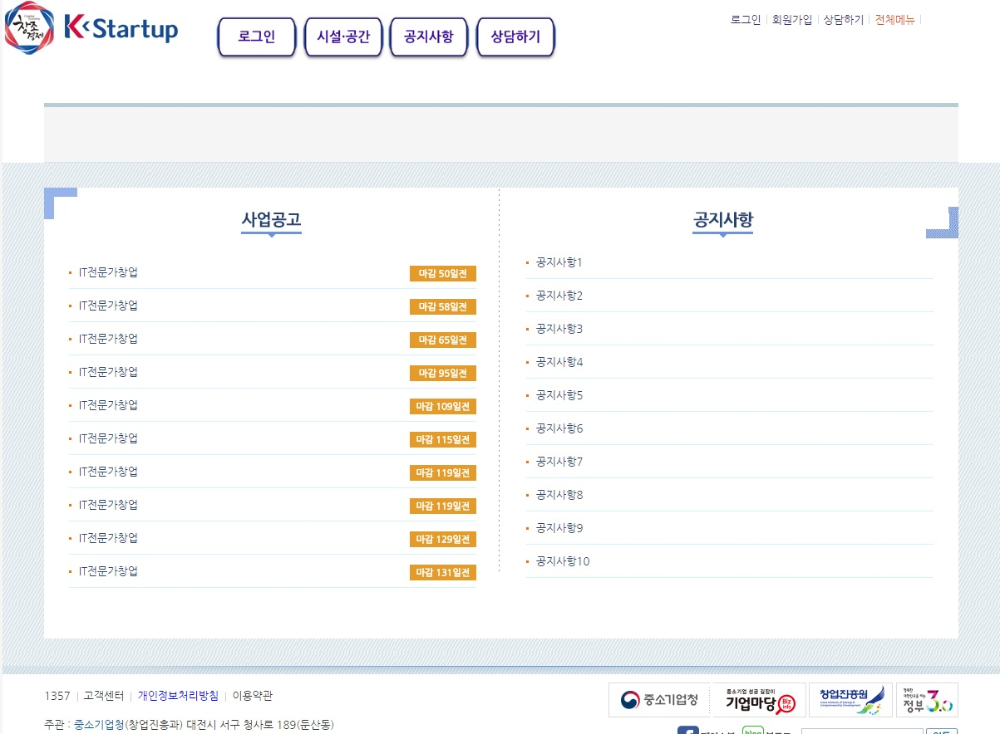 창조경제
K Startup
로그인 시설·공간 공지사항 상담하기
로그인 회원가입 상담하기 전체메뉴
사업공고
IT전문가창업 마감 50일전
IT전문가창업 마감 58일전
IT전문가창업 마감 65일전
IT전문가창업 마감 95일전
IT전문가창업 마감 109일전
IT전문가창업 마감 115일전
IT전문가창업 마감 119일전
IT전문가창업 마감 119일전
IT전문가창업 마감 129일전
IT전문가창업 마감 131일전
공지사항
공지사항1
공지사항2
공지사항3
공지사항4
공지사항5
공지사항6
공지사항7
공지사항8
공지사항9
공지사항10
1357 고객센터 개인정보처리방침 이용약관
주관 : 중소기업청(창업진흥과) 대전시 서구 청사로 189(둔산동)
중소기업청
중소기업 성공 길잡이
기업마당 Biz info
창업진흥원
정부 3.0
blog